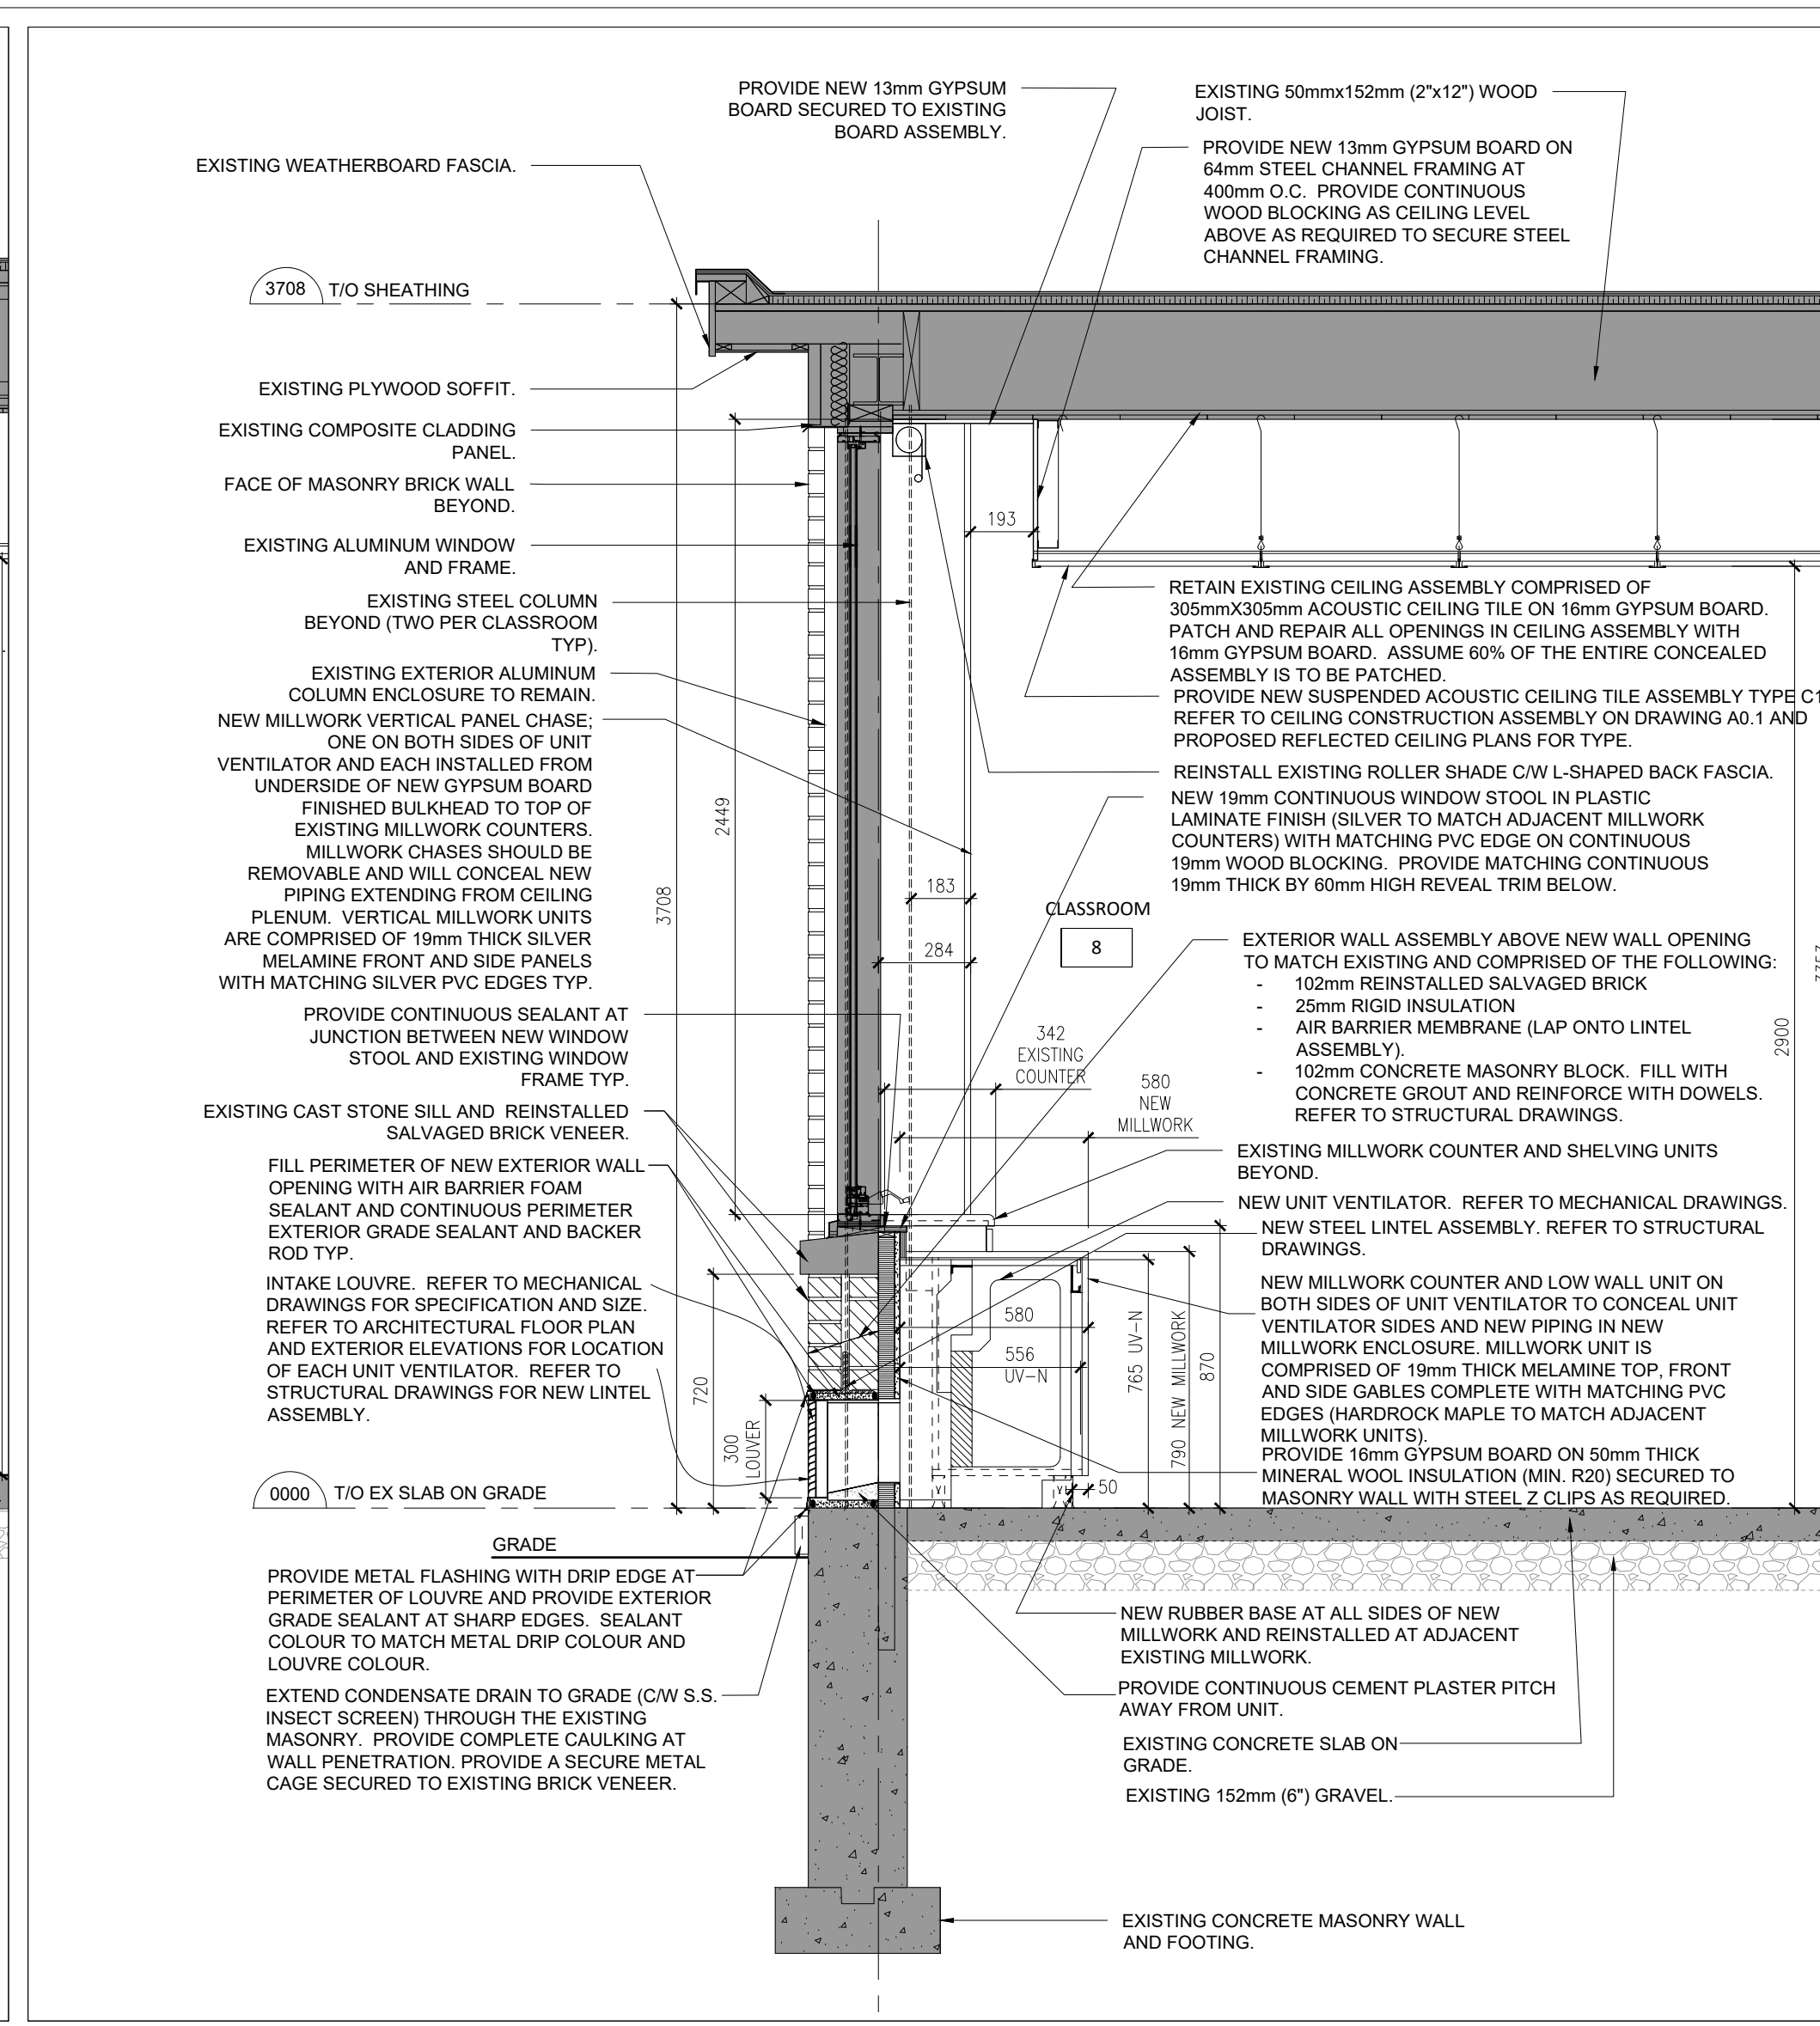 PROVIDE NEW 13mm GYPSUM
BOARD SECURED TO EXISTING
BOARD ASSEMBLY.
EXISTING 50mmx152mm (2"x12") WOOD
JOIST.
PROVIDE NEW 13mm GYPSUM BOARD ON
64mm STEEL CHANNEL FRAMING AT
400mm O.C. PROVIDE CONTINUOUS
WOOD BLOCKING AS CEILING LEVEL
ABOVE AS REQUIRED TO SECURE STEEL
CHANNEL FRAMING.
EXISTING WEATHERBOARD FASCIA.
3708 T/O SHEATHING
EXISTING PLYWOOD SOFFIT.
EXISTING COMPOSITE CLADDING
PANEL.
FACE OF MASONRY BRICK WALL
BEYOND.
EXISTING ALUMINUM WINDOW
AND FRAME.
EXISTING STEEL COLUMN
BEYOND (TWO PER CLASSROOM
TYP).
EXISTING EXTERIOR ALUMINUM
COLUMN ENCLOSURE TO REMAIN.
NEW MILLWORK VERTICAL PANEL CHASE;
ONE ON BOTH SIDES OF UNIT
VENTILATOR AND EACH INSTALLED FROM
UNDERSIDE OF NEW GYPSUM BOARD
FINISHED BULKHEAD TO TOP OF
EXISTING MILLWORK COUNTERS.
MILLWORK CHASES SHOULD BE
REMOVABLE AND WILL CONCEAL NEW
PIPING EXTENDING FROM CEILING
PLENUM. VERTICAL MILLWORK UNITS
ARE COMPRISED OF 19mm THICK SILVER
MELAMINE FRONT AND SIDE PANELS
WITH MATCHING SILVER PVC EDGES TYP.
PROVIDE CONTINUOUS SEALANT AT
JUNCTION BETWEEN NEW WINDOW
STOOL AND EXISTING WINDOW
FRAME TYP.
EXISTING CAST STONE SILL AND REINSTALLED
SALVAGED BRICK VENEER.
FILL PERIMETER OF NEW EXTERIOR WALL
OPENING WITH AIR BARRIER FOAM
SEALANT AND CONTINUOUS PERIMETER
EXTERIOR GRADE SEALANT AND BACKER
ROD TYP.
INTAKE LOUVRE. REFER TO MECHANICAL
DRAWINGS FOR SPECIFICATION AND SIZE.
REFER TO ARCHITECTURAL FLOOR PLAN
AND EXTERIOR ELEVATIONS FOR LOCATION
OF EACH UNIT VENTILATOR. REFER TO
STRUCTURAL DRAWINGS FOR NEW LINTEL
ASSEMBLY.
0000 T/O EX SLAB ON GRADE
GRADE
PROVIDE METAL FLASHING WITH DRIP EDGE AT
PERIMETER OF LOUVRE AND PROVIDE EXTERIOR
GRADE SEALANT AT SHARP EDGES. SEALANT
COLOUR TO MATCH METAL DRIP COLOUR AND
LOUVRE COLOUR.
EXTEND CONDENSATE DRAIN TO GRADE (C/W S.S.
INSECT SCREEN) THROUGH THE EXISTING
MASONRY. PROVIDE COMPLETE CAULKING AT
WALL PENETRATION. PROVIDE A SECURE METAL
CAGE SECURED TO EXISTING BRICK VENEER.
3708
2449
720
300
LOUVER
193
183
284
CLASSROOM
8
342
EXISTING
COUNTER
580
NEW
MILLWORK
580
556
UV-N
765 UV-N
790 NEW MILLWORK
870
50
2900
RETAIN EXISTING CEILING ASSEMBLY COMPRISED OF
305mmX305mm ACOUSTIC CEILING TILE ON 16mm GYPSUM BOARD.
PATCH AND REPAIR ALL OPENINGS IN CEILING ASSEMBLY WITH
16mm GYPSUM BOARD. ASSUME 60% OF THE ENTIRE CONCEALED
ASSEMBLY IS TO BE PATCHED.
PROVIDE NEW SUSPENDED ACOUSTIC CEILING TILE ASSEMBLY TYPE C1
REFER TO CEILING CONSTRUCTION ASSEMBLY ON DRAWING A0.1 AND
PROPOSED REFLECTED CEILING PLANS FOR TYPE.
REINSTALL EXISTING ROLLER SHADE C/W L-SHAPED BACK FASCIA.
NEW 19mm CONTINUOUS WINDOW STOOL IN PLASTIC
LAMINATE FINISH (SILVER TO MATCH ADJACENT MILLWORK
COUNTERS) WITH MATCHING PVC EDGE ON CONTINUOUS
19mm WOOD BLOCKING. PROVIDE MATCHING CONTINUOUS
19mm THICK BY 60mm HIGH REVEAL TRIM BELOW.
EXTERIOR WALL ASSEMBLY ABOVE NEW WALL OPENING
TO MATCH EXISTING AND COMPRISED OF THE FOLLOWING:
- 102mm REINSTALLED SALVAGED BRICK
- 25mm RIGID INSULATION
- AIR BARRIER MEMBRANE (LAP ONTO LINTEL
ASSEMBLY).
- 102mm CONCRETE MASONRY BLOCK. FILL WITH
CONCRETE GROUT AND REINFORCE WITH DOWELS.
REFER TO STRUCTURAL DRAWINGS.
EXISTING MILLWORK COUNTER AND SHELVING UNITS
BEYOND.
NEW UNIT VENTILATOR. REFER TO MECHANICAL DRAWINGS.
NEW STEEL LINTEL ASSEMBLY. REFER TO STRUCTURAL
DRAWINGS.
NEW MILLWORK COUNTER AND LOW WALL UNIT ON
BOTH SIDES OF UNIT VENTILATOR TO CONCEAL UNIT
VENTILATOR SIDES AND NEW PIPING IN NEW
MILLWORK ENCLOSURE. MILLWORK UNIT IS
COMPRISED OF 19mm THICK MELAMINE TOP, FRONT
AND SIDE GABLES COMPLETE WITH MATCHING PVC
EDGES (HARDROCK MAPLE TO MATCH ADJACENT
MILLWORK UNITS).
PROVIDE 16mm GYPSUM BOARD ON 50mm THICK
MINERAL WOOL INSULATION (MIN. R20) SECURED TO
MASONRY WALL WITH STEEL Z CLIPS AS REQUIRED.
NEW RUBBER BASE AT ALL SIDES OF NEW
MILLWORK AND REINSTALLED AT ADJACENT
EXISTING MILLWORK.
PROVIDE CONTINUOUS CEMENT PLASTER PITCH
AWAY FROM UNIT.
EXISTING CONCRETE SLAB ON
GRADE.
EXISTING 152mm (6") GRAVEL.
EXISTING CONCRETE MASONRY WALL
AND FOOTING.